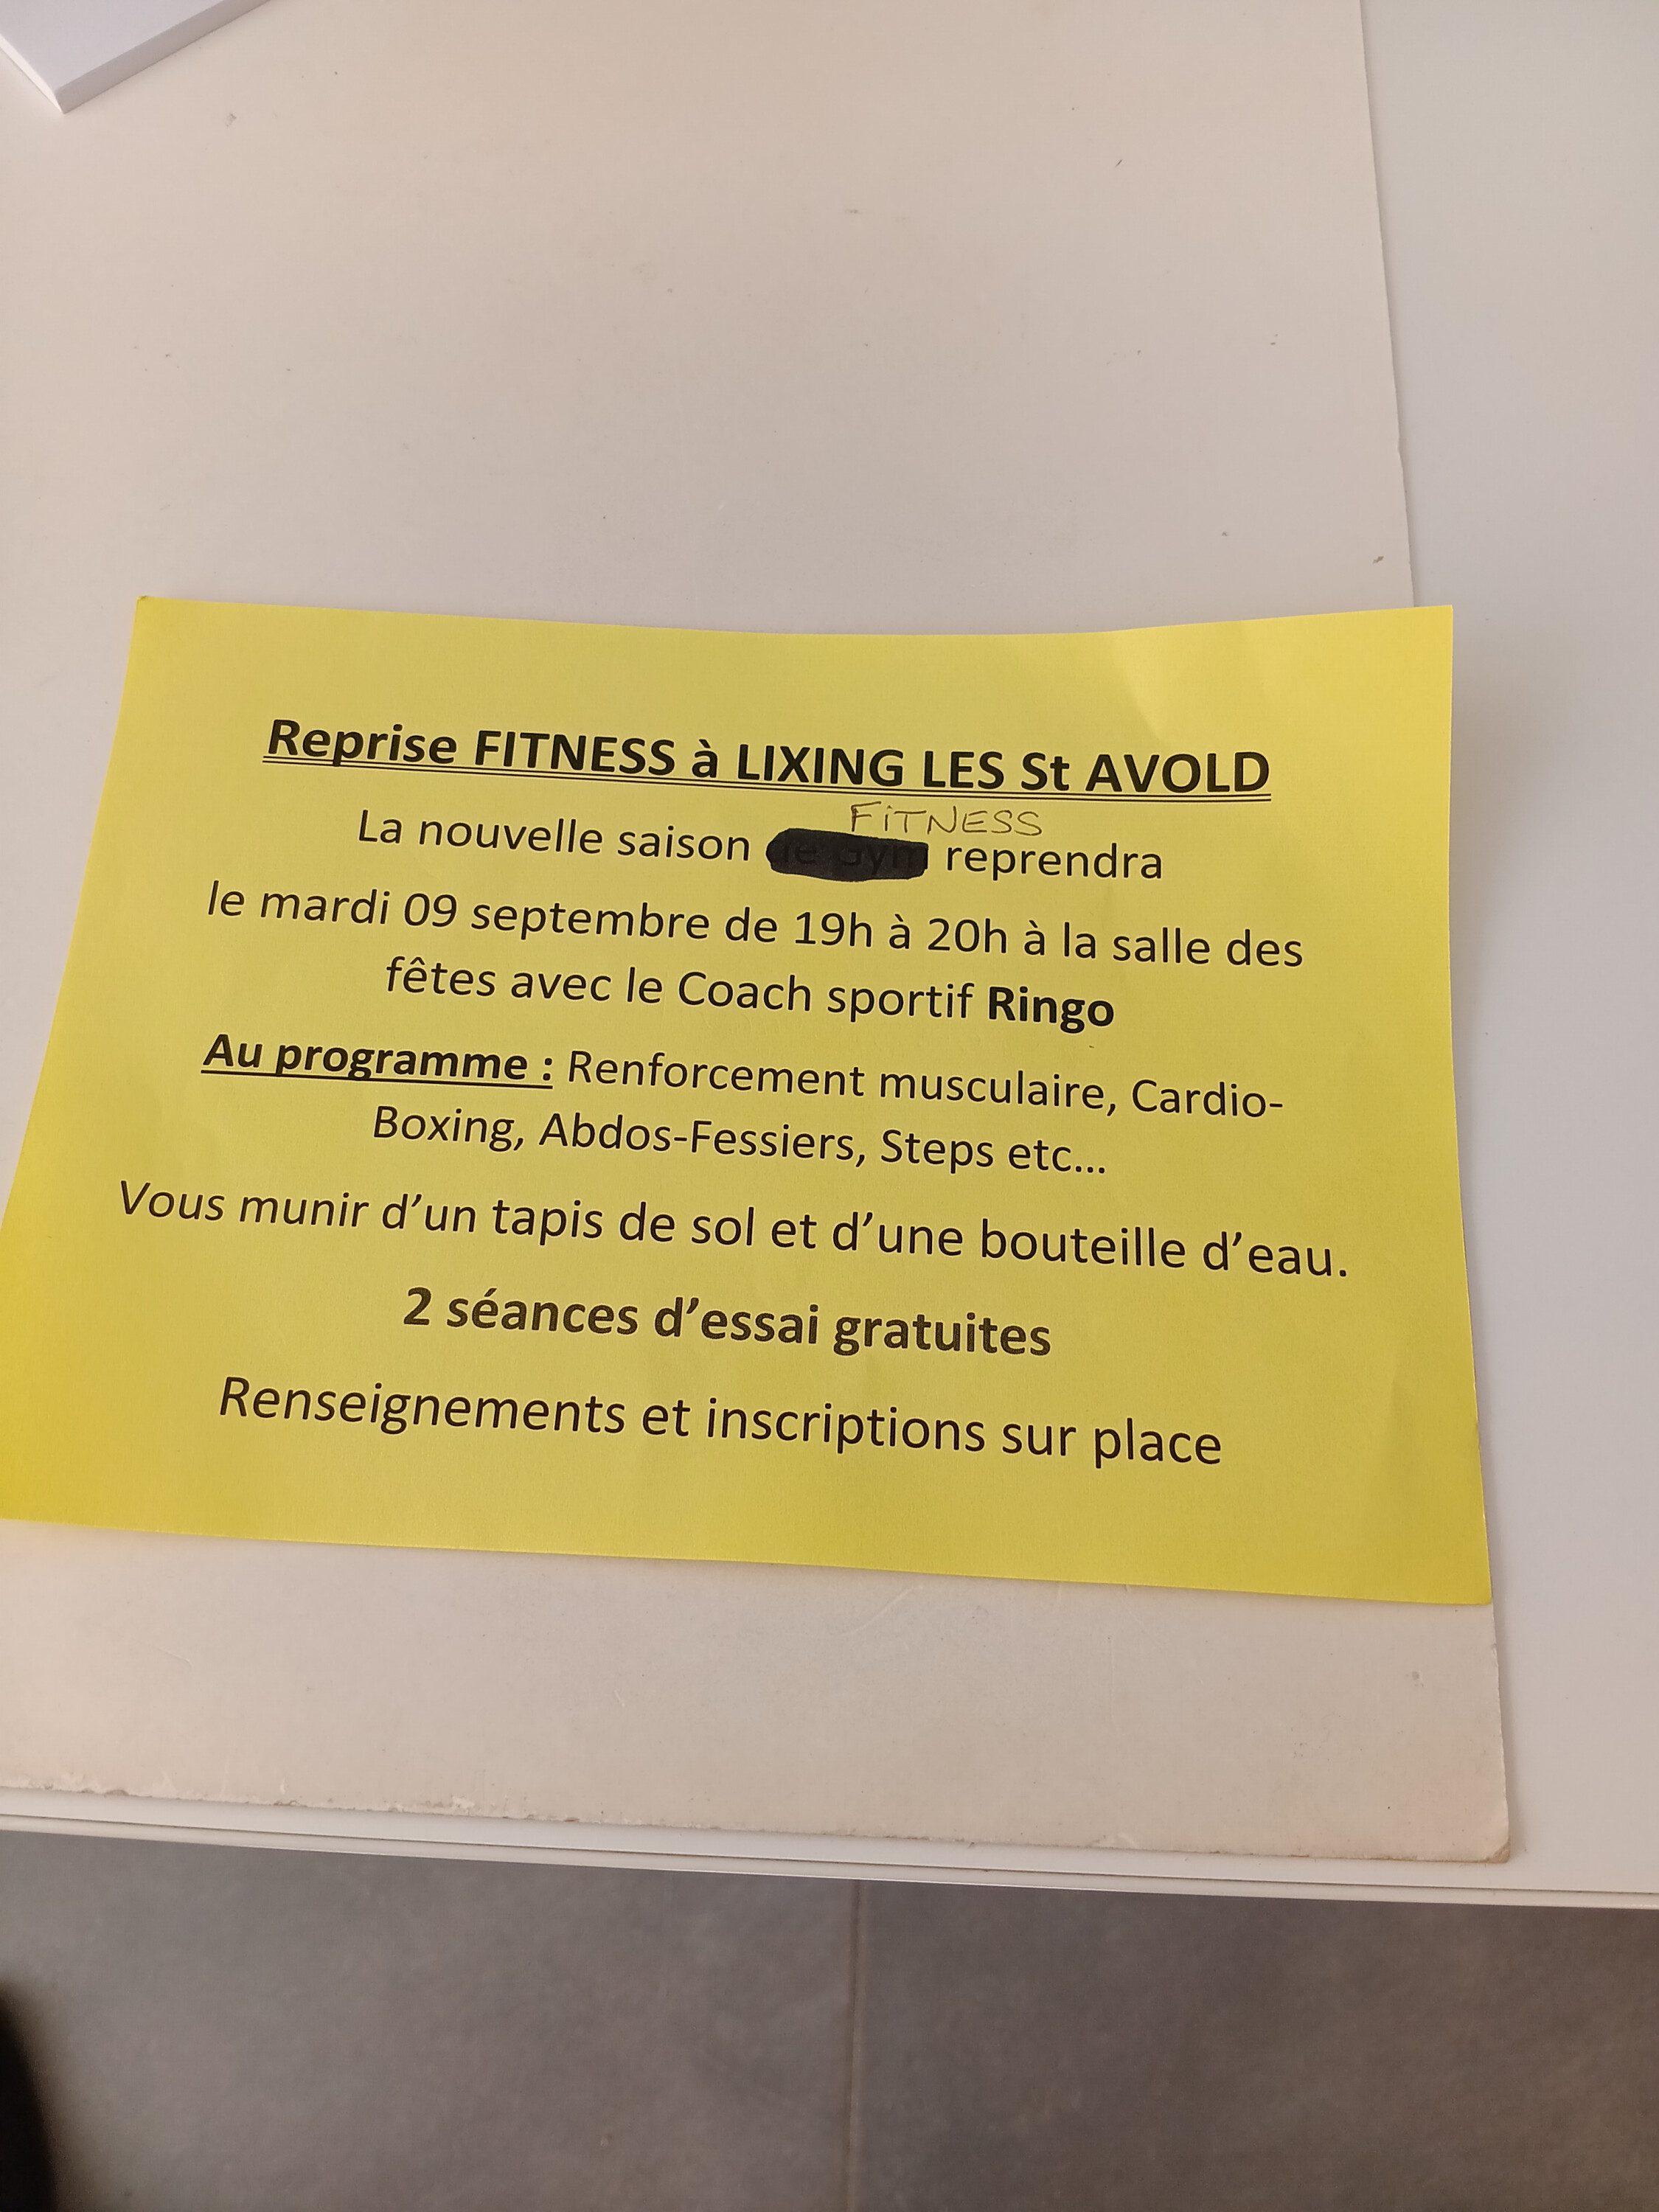 Reprise FITNESS à LIXING LES St AVOLD
FiTNESS
La nouvelle saison de Gym reprendra
le mardi 09 septembre de 19h à 20h à la salle des
fêtes avec le Coach sportif Ringo
Au programme : Renforcement musculaire, Cardio-
Boxing, Abdos-Fessiers, Steps etc...
Vous munir d'un tapis de sol et d'une bouteille d'eau.
2 séances d'essai gratuites
Renseignements et inscriptions sur place